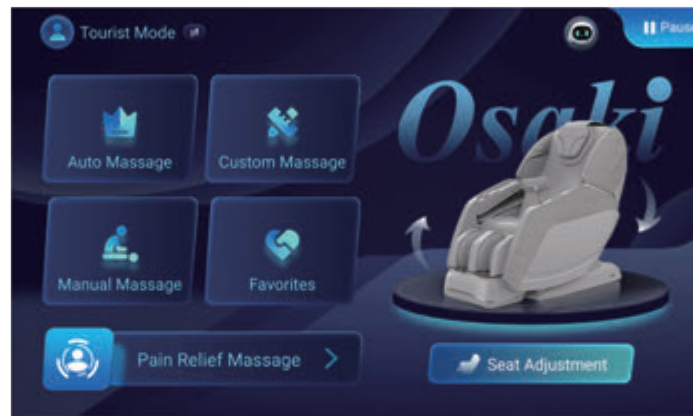 Tourist Mode
Pause
Osaki
Auto Massage
Custom Massage
Manual Massage
Favorites
Pain Relief Massage
Seat Adjustment